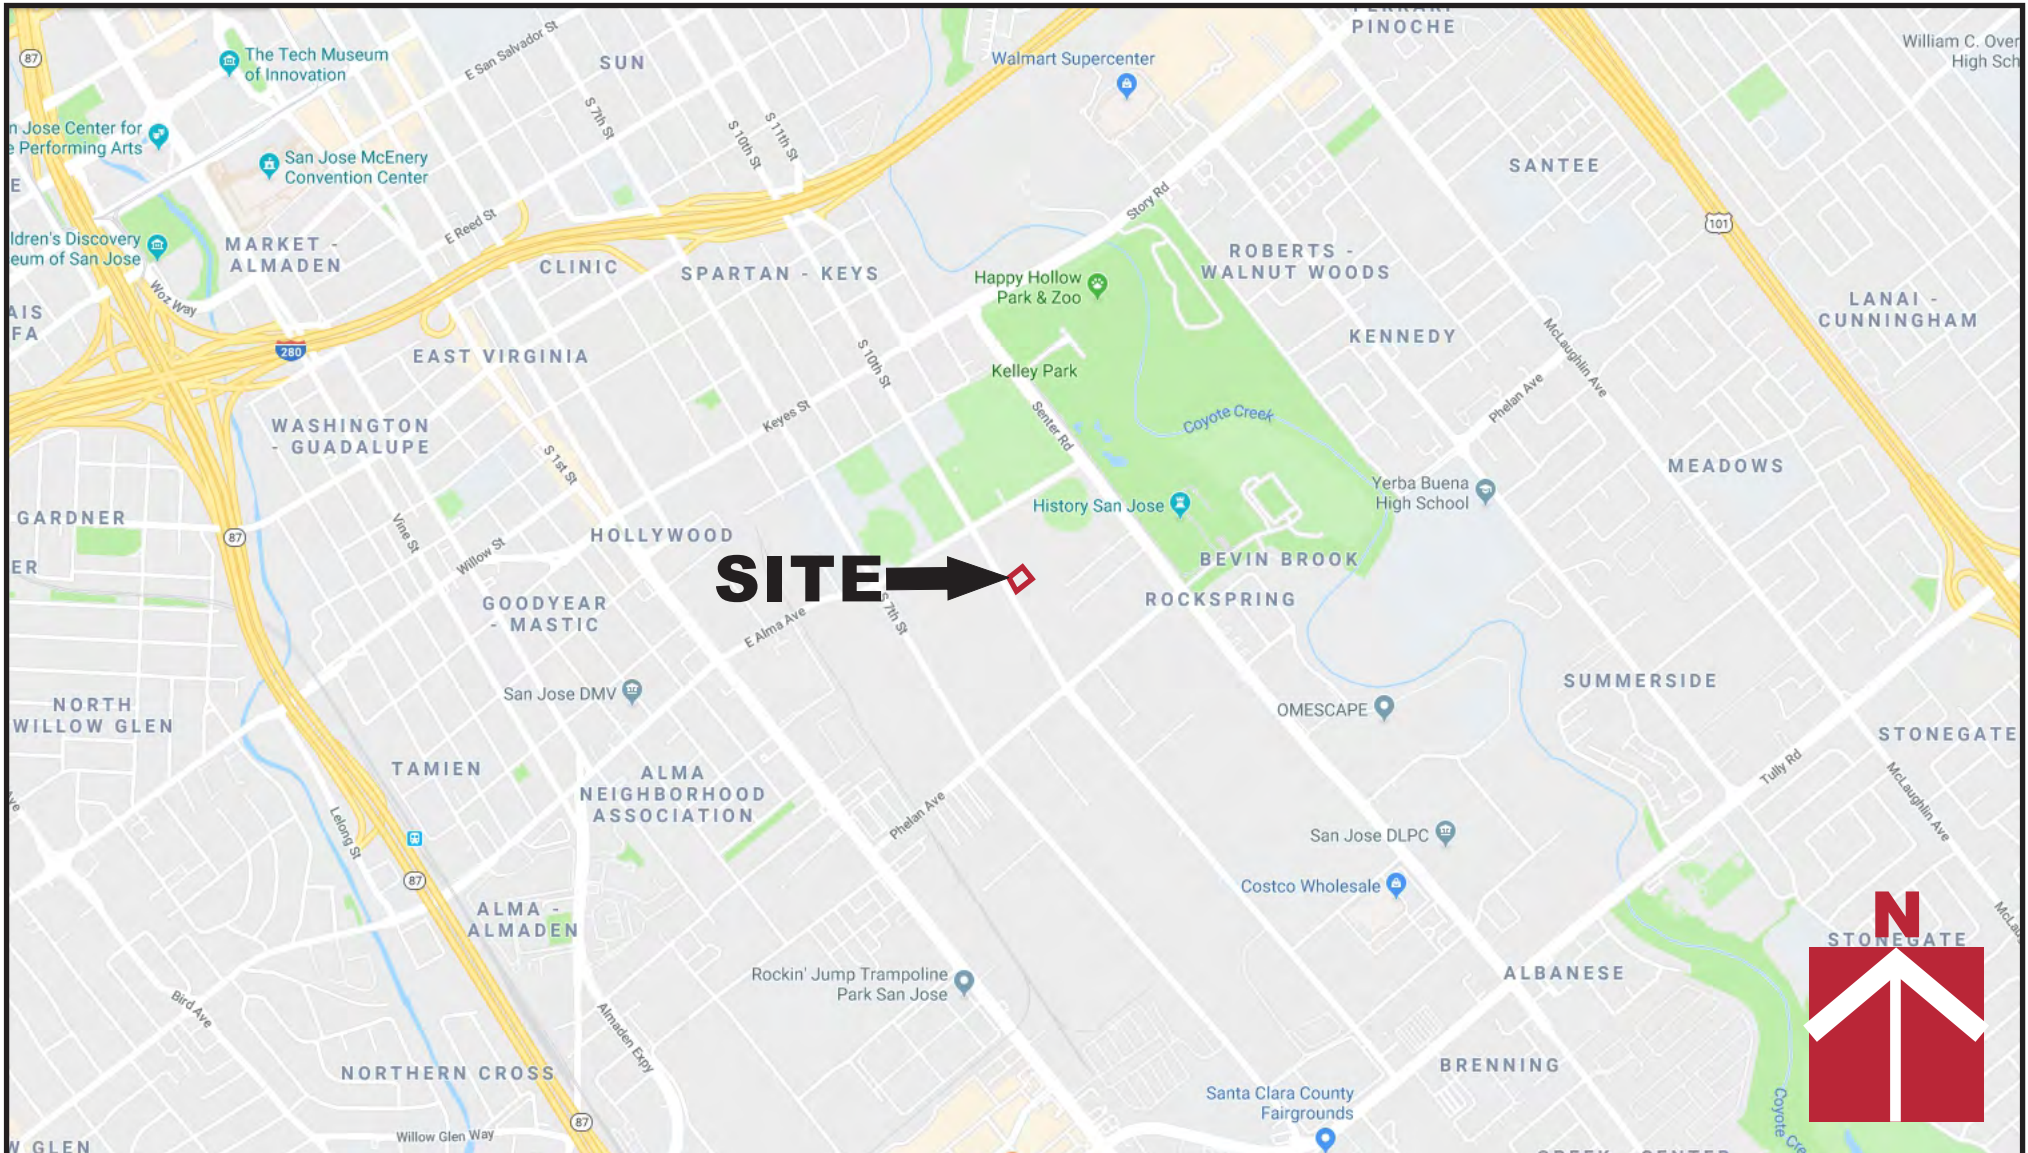 FERRARI
PINOCHE
87
The Tech Museum
of Innovation
E San Salvador St
SUN
Walmart Supercenter
William C. Over
High Sch
S 7th St
S 10th St
S 11th St
n Jose Center for
e Performing Arts
San Jose McEnery
Convention Center
SANTEE
E
Story Rd
101
E Reed St
ldren's Discovery
eum of San Jose
MARKET -
ALMADEN
CLINIC
SPARTAN - KEYS
ROBERTS -
WALNUT WOODS
Happy Hollow
Park & Zoo
Woz Way
LANAI -
CUNNINGHAM
AIS
FA
280
EAST VIRGINIA
S 10th St
KENNEDY
McLaughlin Ave
Kelley Park
Phelan Ave
Keyes St
Senter Rd
Coyote Creek
WASHINGTON
- GUADALUPE
S 1st St
MEADOWS
Yerba Buena
High School
History San Jose
GARDNER
Vine St
87
HOLLYWOOD
Willow St
BEVIN BROOK
ER
SITE
ROCKSPRING
GOODYEAR
- MASTIC
E Alma Ave
S 7th St
San Jose DMV
SUMMERSIDE
NORTH
WILLOW GLEN
OMESCAPE
STONEGATE
TAMIEN
ALMA
NEIGHBORHOOD
ASSOCIATION
Tully Rd
McLaughlin Ave
Ave
Lelong St
Phelan Ave
San Jose DLPC
87
Costco Wholesale
ALMA -
ALMADEN
N
McLau
STONEGATE
Rockin' Jump Trampoline
Park San Jose
ALBANESE
Bird Ave
Almaden Expy
BRENNING
NORTHERN CROSS
Santa Clara County
Fairgrounds
Coyote Cre
87
Willow Glen Way
W GLEN
CREEK - CENTER